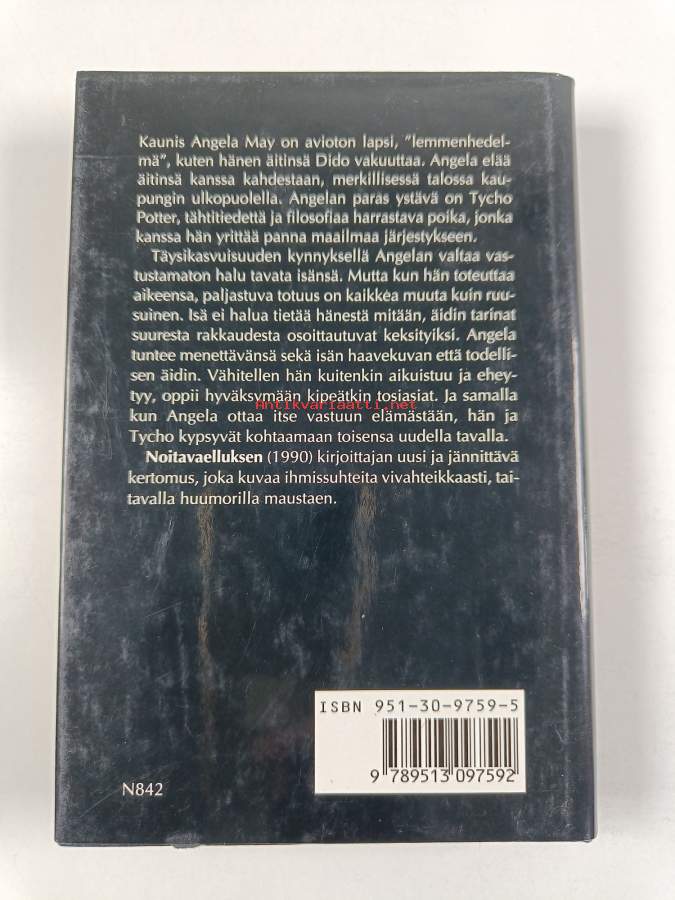 Kaunis Angela May on avioton lapsi, "lemmenhedel-
mä", kuten hänen äitinsä Dido vakuuttaa. Angela elää
äitinsä kanssa kahdestaan, merkillisessä talossa kau-
pungin ulkopuolella. Angelan paras ystävä on Tycho
Potter, tähtitiedettä ja filosofiaa harrastava poika, jonka
kanssa hän yrittää panna maailmaa järjestykseen.
Täysikasvuisuuden kynnyksellä Angelan valtaa vas-
tustamaton halu tavata isänsä. Mutta kun hän toteuttaa
aikeensa, paljastuva totuus on kaikkea muuta kuin ruu-
suinen. Isä ei halua tietää hänestä mitään, äidin tarinat
suuresta rakkaudesta osoittautuvat keksityiksi. Angela
tuntee menettävänsä sekä isän haavekuvan että todelli-
sen äidin. Vähitellen hän kuitenkin aikuistuu ja ehey-
tyy, oppii hyväksymään kipeätkin tosiasiat. Ja samalla
Antikvariaatti.net
kun Angela ottaa itse vastuun elämästään, hän ja
Tycho kypsyvät kohtaamaan toisensa uudella tavalla.
Noitavaelluksen (1990) kirjoittajan uusi ja jännittävä
kertomus, joka kuvaa ihmissuhteita vivahteikkaasti, tai-
tavalla huumorilla maustaen.
ISBN 951-30-9759-5
9 789513 097592
N842